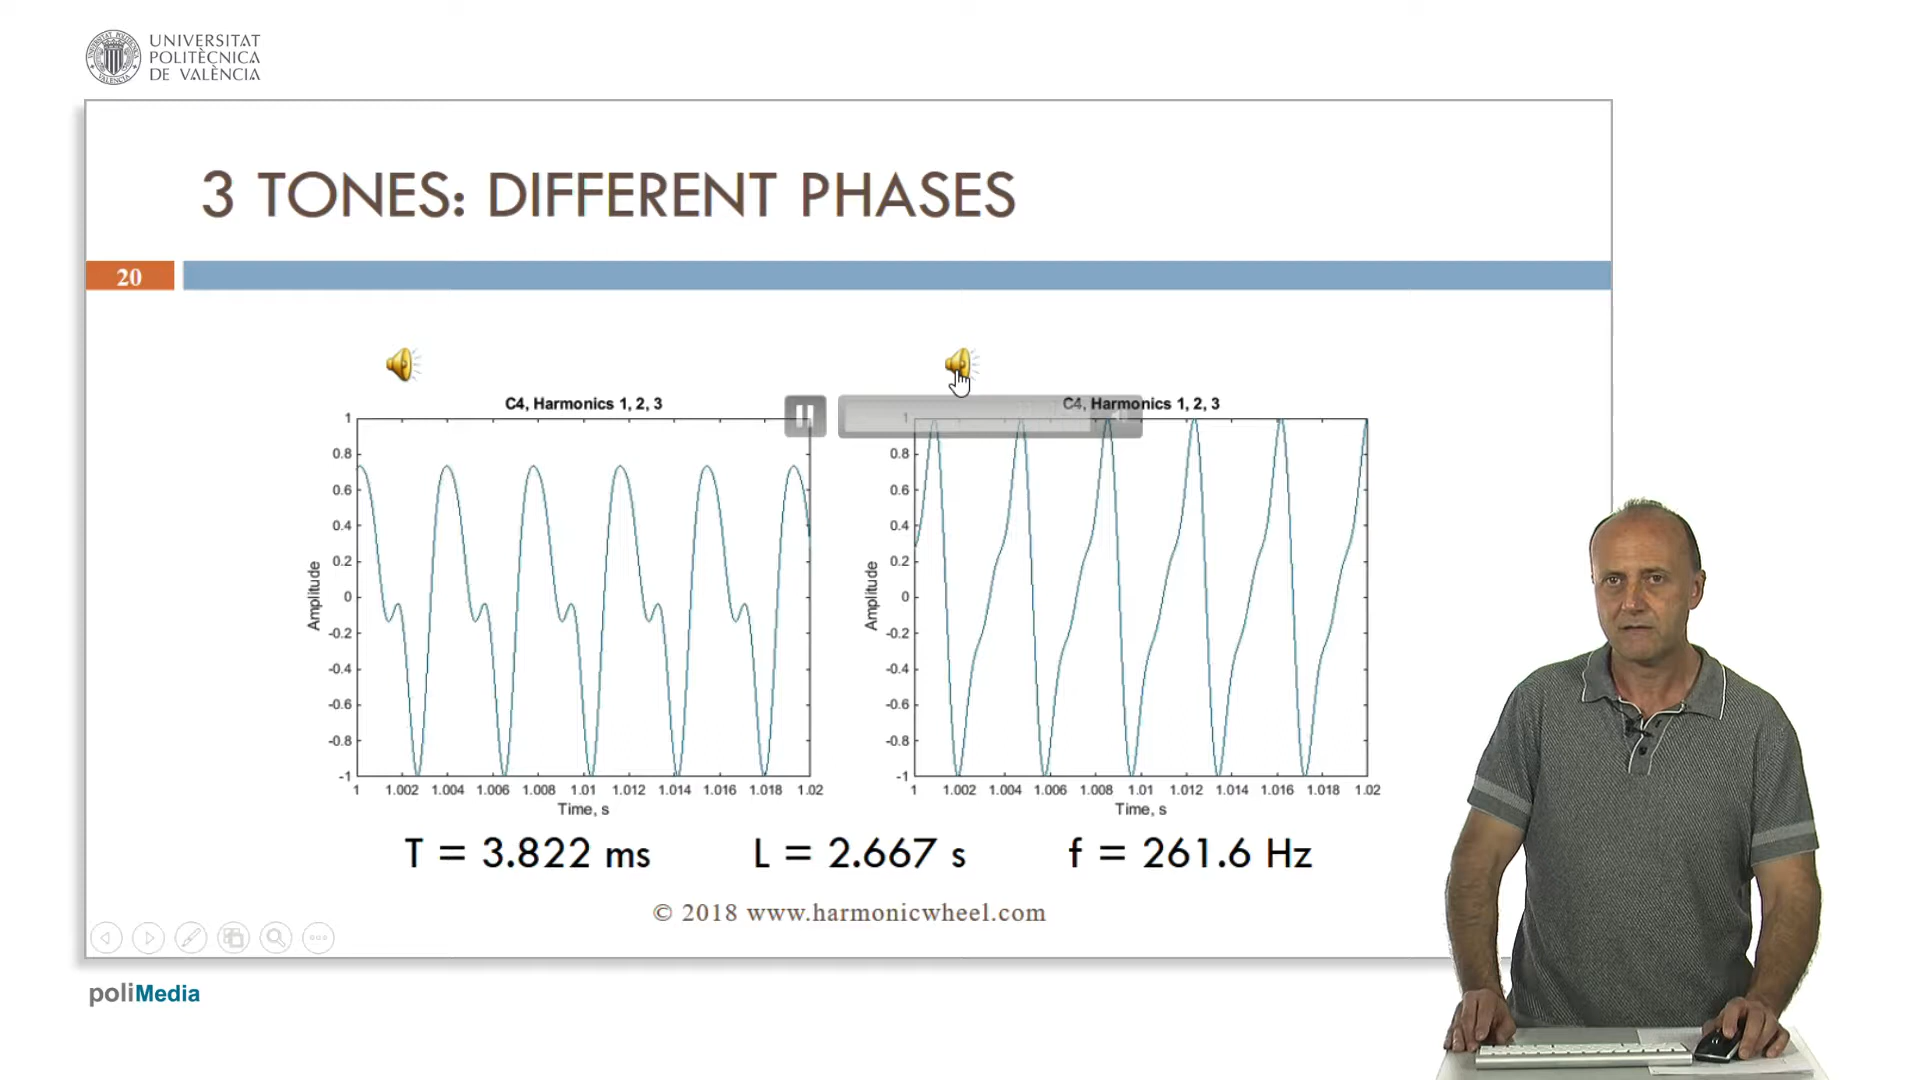 UNIVERSITAT
POLITÈCNICA
DE VALÈNCIA
3 TONES: DIFFERENT PHASES
20
C4, Harmonics 1, 2, 3
1
0.8
0.6
0.4
0.2
0
-0.2
-0.4
-0.6
-0.8
-1
Amplitude
1 1.002 1.004 1.006 1.008 1.01 1.012 1.014 1.016 1.018 1.02
Time, s
C4, Harmonics 1, 2, 3
1
0.8
0.6
0.4
0.2
0
-0.2
-0.4
-0.6
-0.8
-1
Amplitude
1 1.002 1.004 1.006 1.008 1.01 1.012 1.014 1.016 1.018 1.02
Time, s
T = 3.822 ms L = 2.667 s f = 261.6 Hz
© 2018 www.harmonicwheel.com
poliMedia